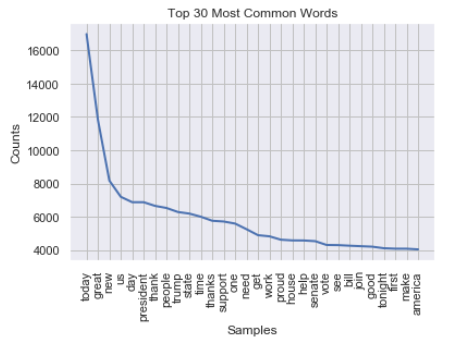 Top 30 Most Common Words
Counts
16000
14000
12000
10000
8000
6000
4000
today
great
new
us
day
president
thank
people
trump
state
time
thanks
support
one
need
get
work
proud
house
help
senate
vote
see
bill
join
good
tonight
first
make
america
Samples